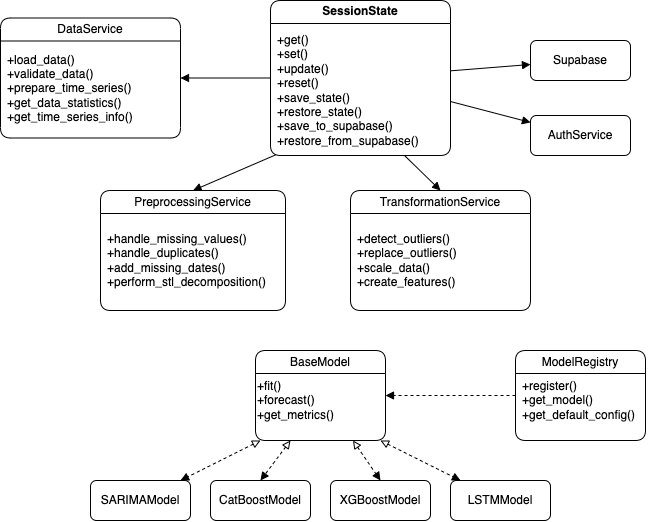 SessionState
+get()
+set()
+update()
+reset()
+save_state()
+restore_state()
+save_to_supabase()
+restore_from_supabase()
DataService
+load_data()
+validate_data()
+prepare_time_series()
+get_data_statistics()
+get_time_series_info()
Supabase
AuthService
PreprocessingService
+handle_missing_values()
+handle_duplicates()
+add_missing_dates()
+perform_stl_decomposition()
TransformationService
+detect_outliers()
+replace_outliers()
+scale_data()
+create_features()
BaseModel
+fit()
+forecast()
+get_metrics()
ModelRegistry
+register()
+get_model()
+get_default_config()
SARIMAModel
CatBoostModel
XGBoostModel
LSTMModel